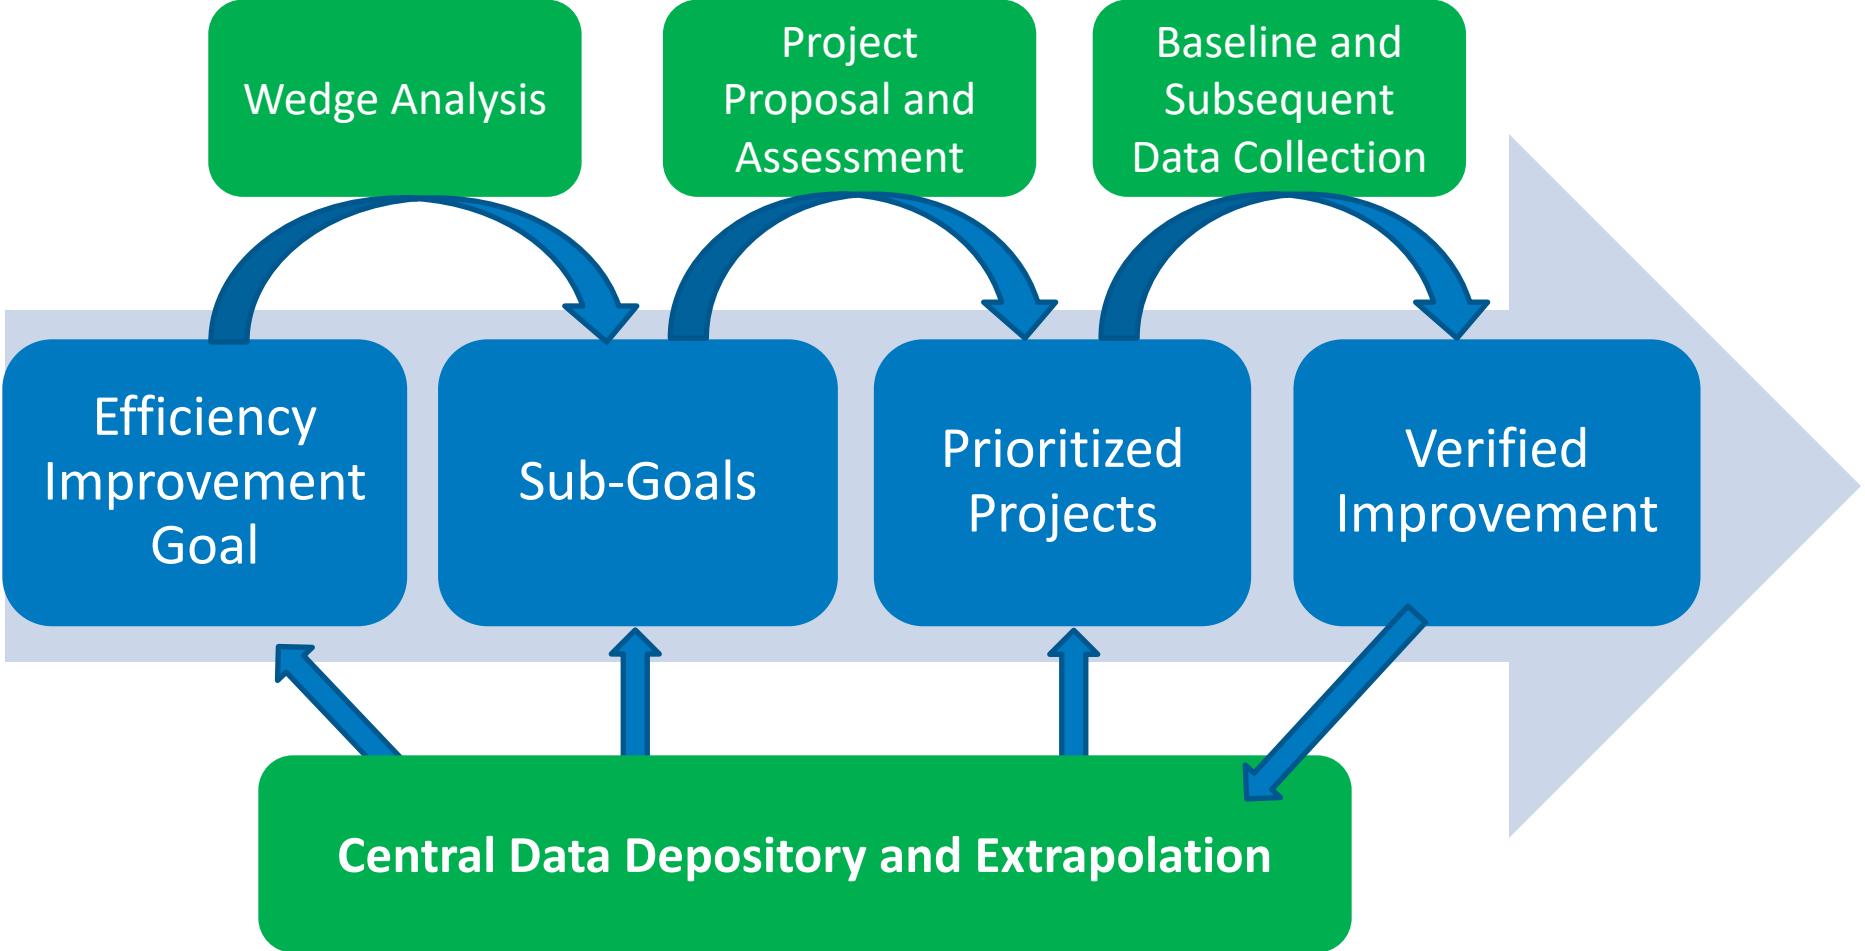 Wedge Analysis
Project
Proposal and
Assessment
Baseline and
Subsequent
Data Collection
Efficiency
Improvement
Goal
Sub-Goals
Prioritized
Projects
Verified
Improvement
Central Data Depository and Extrapolation